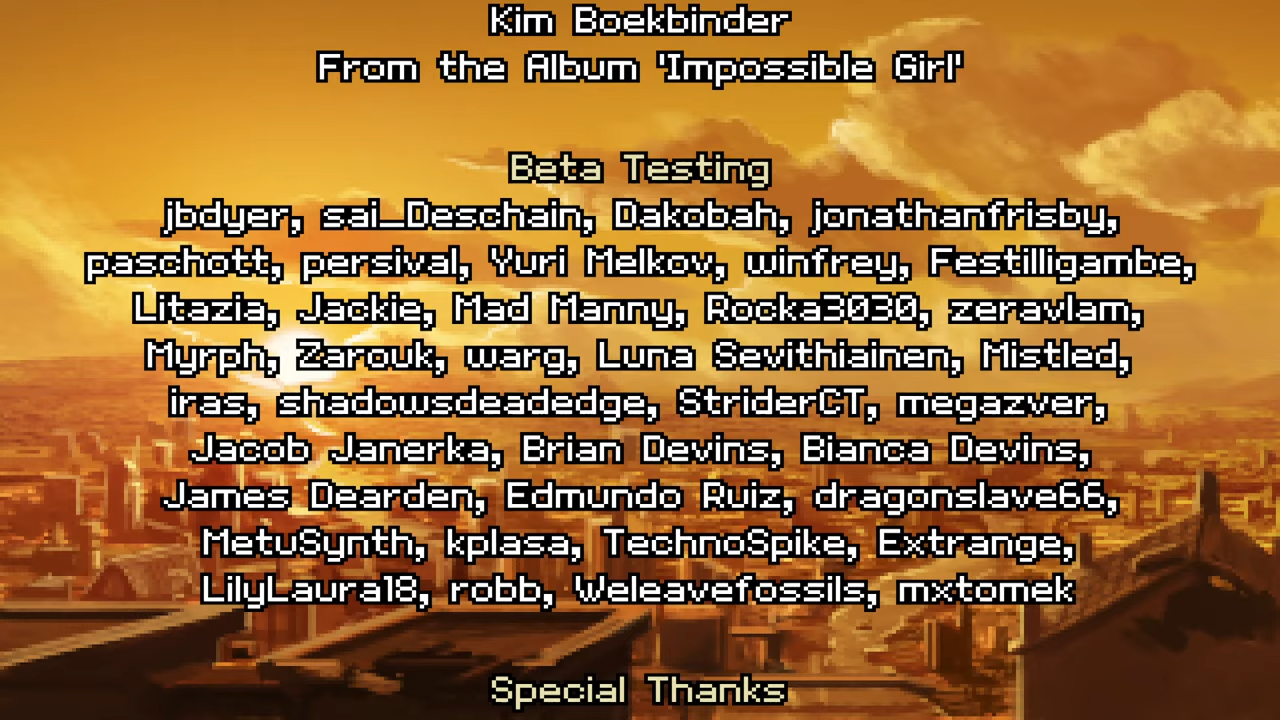 Kim Boekbinder
From the Album 'Impossible Girl'
Beta Testing
jbdyer, sai_Deschain, Dakobah, jonathanfrisby,
paschott, persival, Yuri Melkov, winfrey, Festilligambe,
Litazia, Jackie, Mad Manny, Rocka3030, zeravlam,
Myrph, Zarouk, warg, Luna Sevithiainen, Mistled,
iras, shadowsdeadedge, StriderCT, megazver,
Jacob Janerka, Brian Devins, Bianca Devins,
James Dearden, Edmundo Ruiz, dragonslave66,
MetuSynth, kplasa, TechnoSpike, Extrange,
LilyLaura18, robb, Weleavefossils, mxtomek
Special Thanks